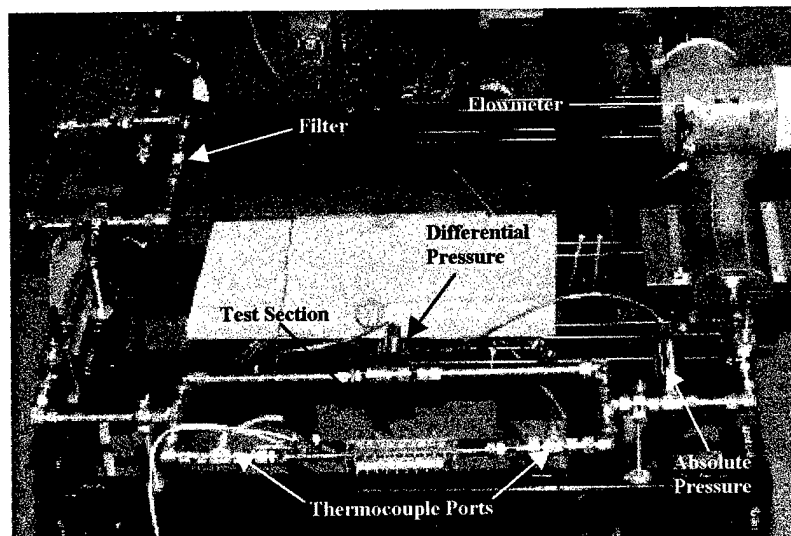 Flowmeter
Filter
Differential
Pressure
Test Section
Absolute
Pressure
Thermocouple Ports